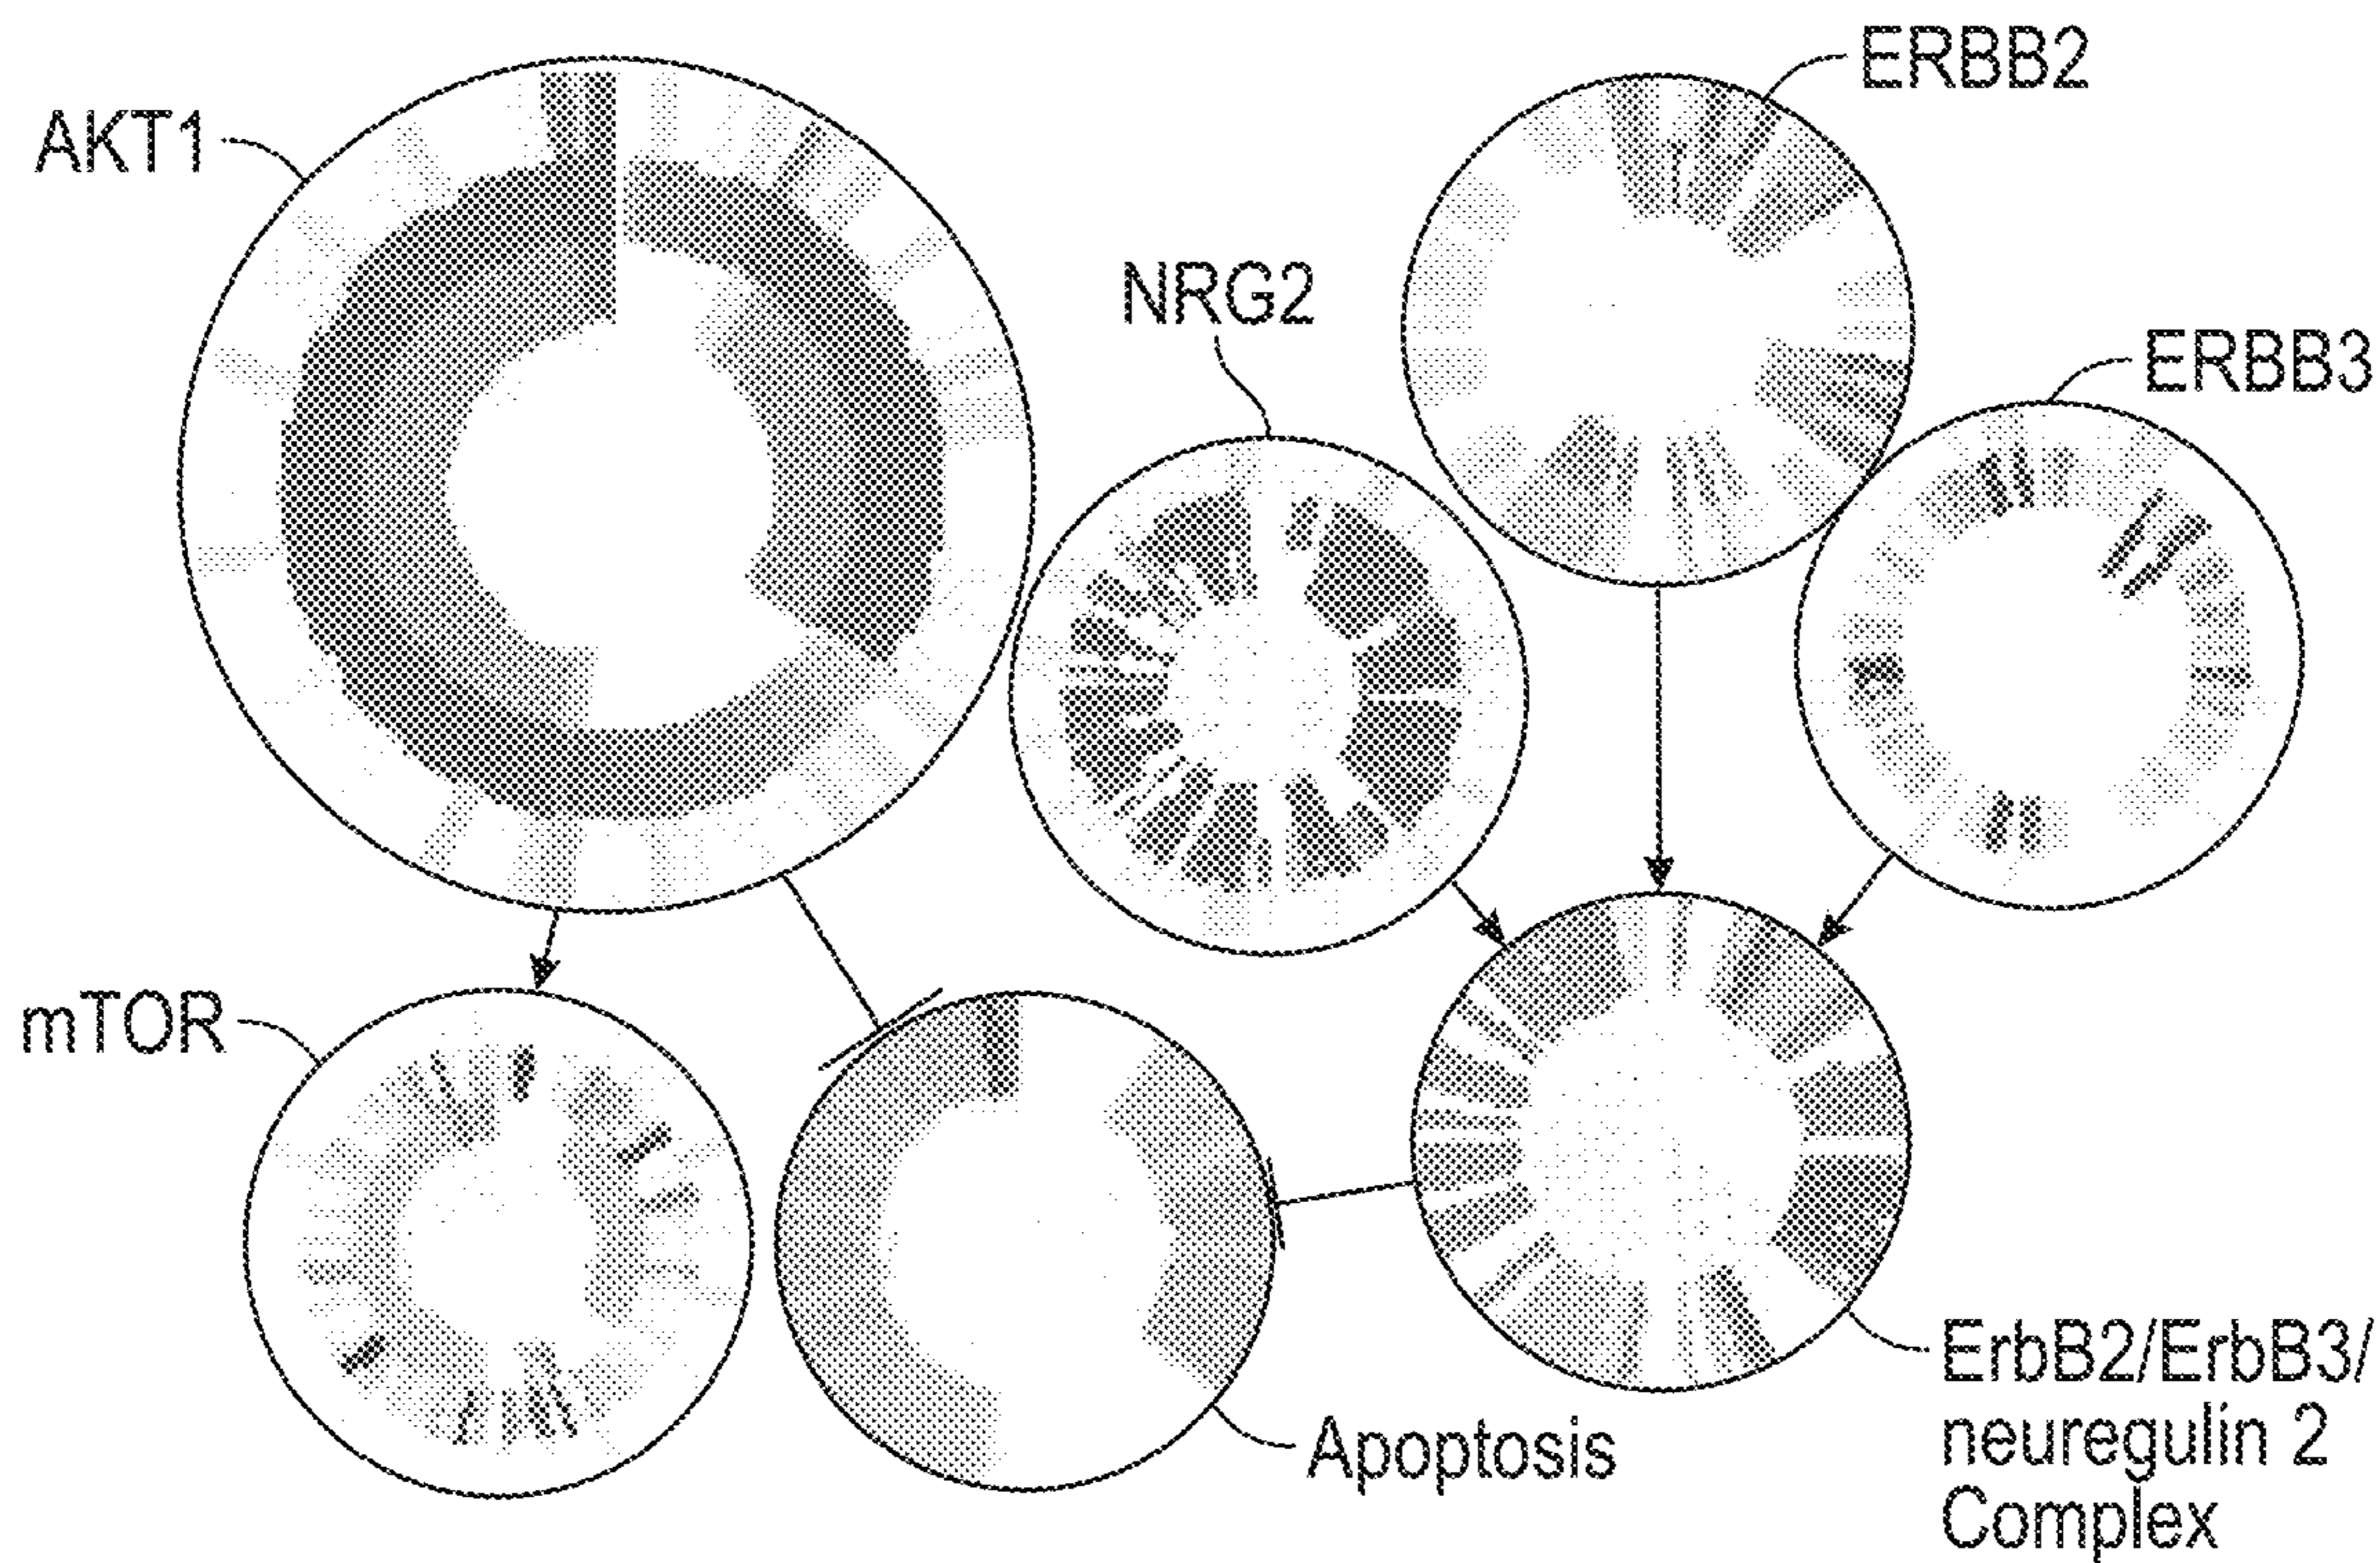 ERBB2
AKT1
NRG2
ERBB3
mTOR
ErbB2/ErbB3/
neuregulin 2
Complex
Apoptosis